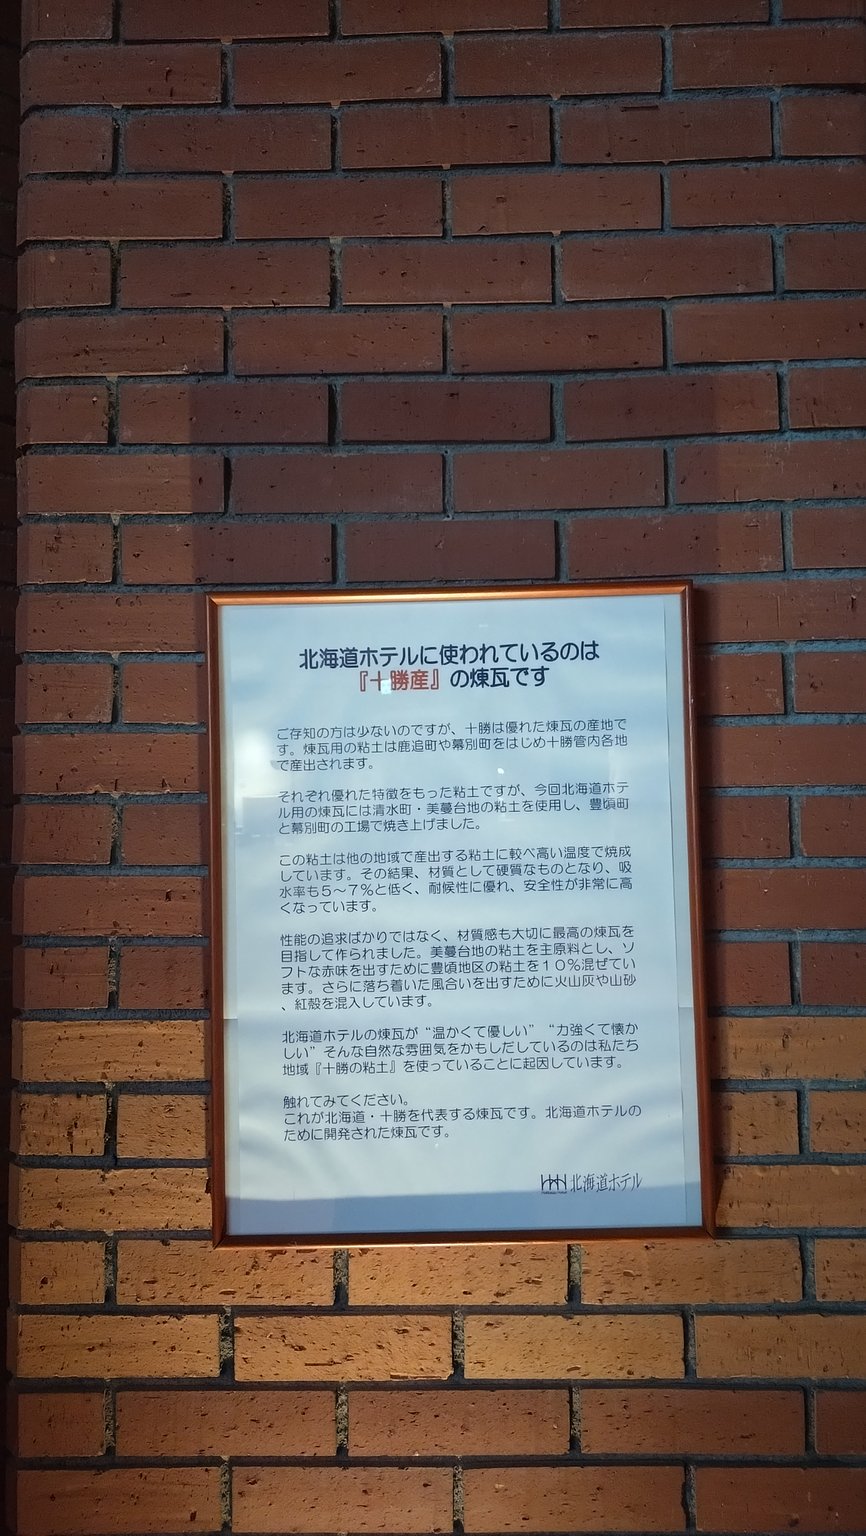 北海道ホテルに使われているのは
『十勝産』の煉瓦です
ご存知の方は少ないのですが、十勝は優れた煉瓦の産地で
す。煉瓦用の粘土は鹿追町や幕別町をはじめ十勝管内各地
で産出されます。
それぞれ優れた特徴をもった粘土ですが、今回北海道ホテ
ル用の煉瓦には清水町・美蔓台地の粘土を使用し、豊頃町
と幕別町の工場で焼き上げました。
この粘土は他の地域で産出する粘土に較べ高い温度で焼成
しています。その結果、材質として硬質なものとなり、吸
水率も5～7％と低く、耐候性に優れ、安全性が非常に高
くなっています。
性能の追求ばかりではなく、材質感も大切に最高の煉瓦を
目指して作られました。美蔓台地の粘土を主原料とし、ソ
フトな赤味を出すために豊頃地区の粘土を10％混ぜてい
ます。さらに落ち着いた風合いを出すために火山灰や山砂
、紅殻を混入しています。
北海道ホテルの煉瓦が“温かくて優しい”“力強くて懐か
しい”そんな自然な雰囲気をかもしだしているのは私たち
地域『十勝の粘土』を使っていることに起因しています。
触れてみてください。
これが北海道・十勝を代表する煉瓦です。北海道ホテルの
ために開発された煉瓦です。
北海道ホテル